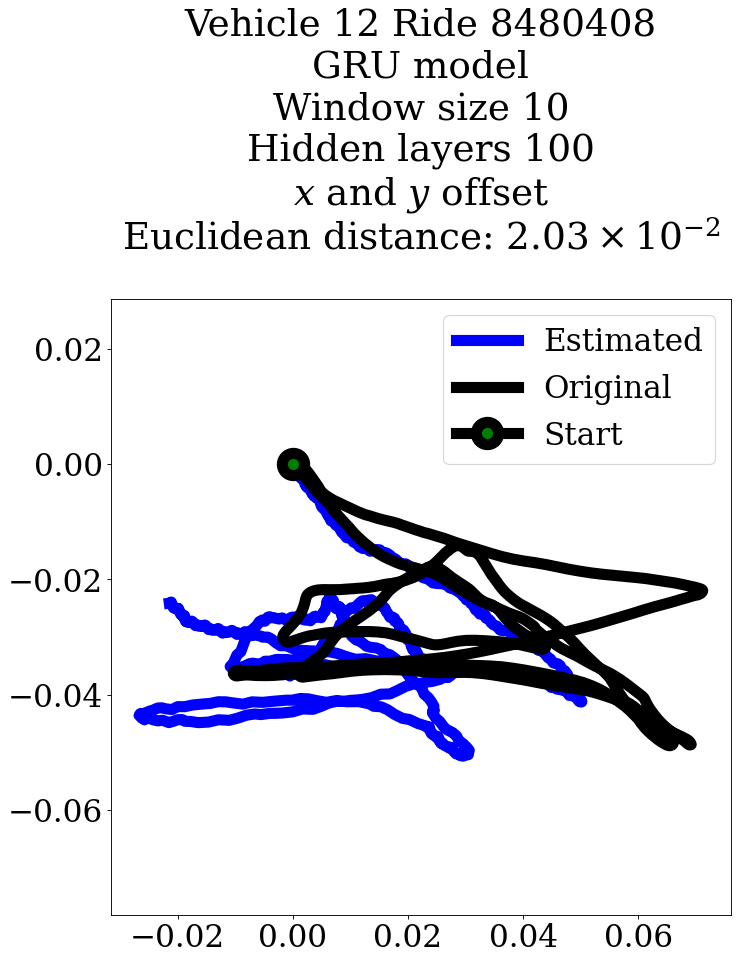 Vehicle 12 Ride 8480408
GRU model
Window size 10
Hidden layers 100
x and y offset
Euclidean distance: 2.03 × 10⁻²
Estimated
Original
Start
0.02
0.00
−0.02
−0.04
−0.06
−0.02 0.00 0.02 0.04 0.06